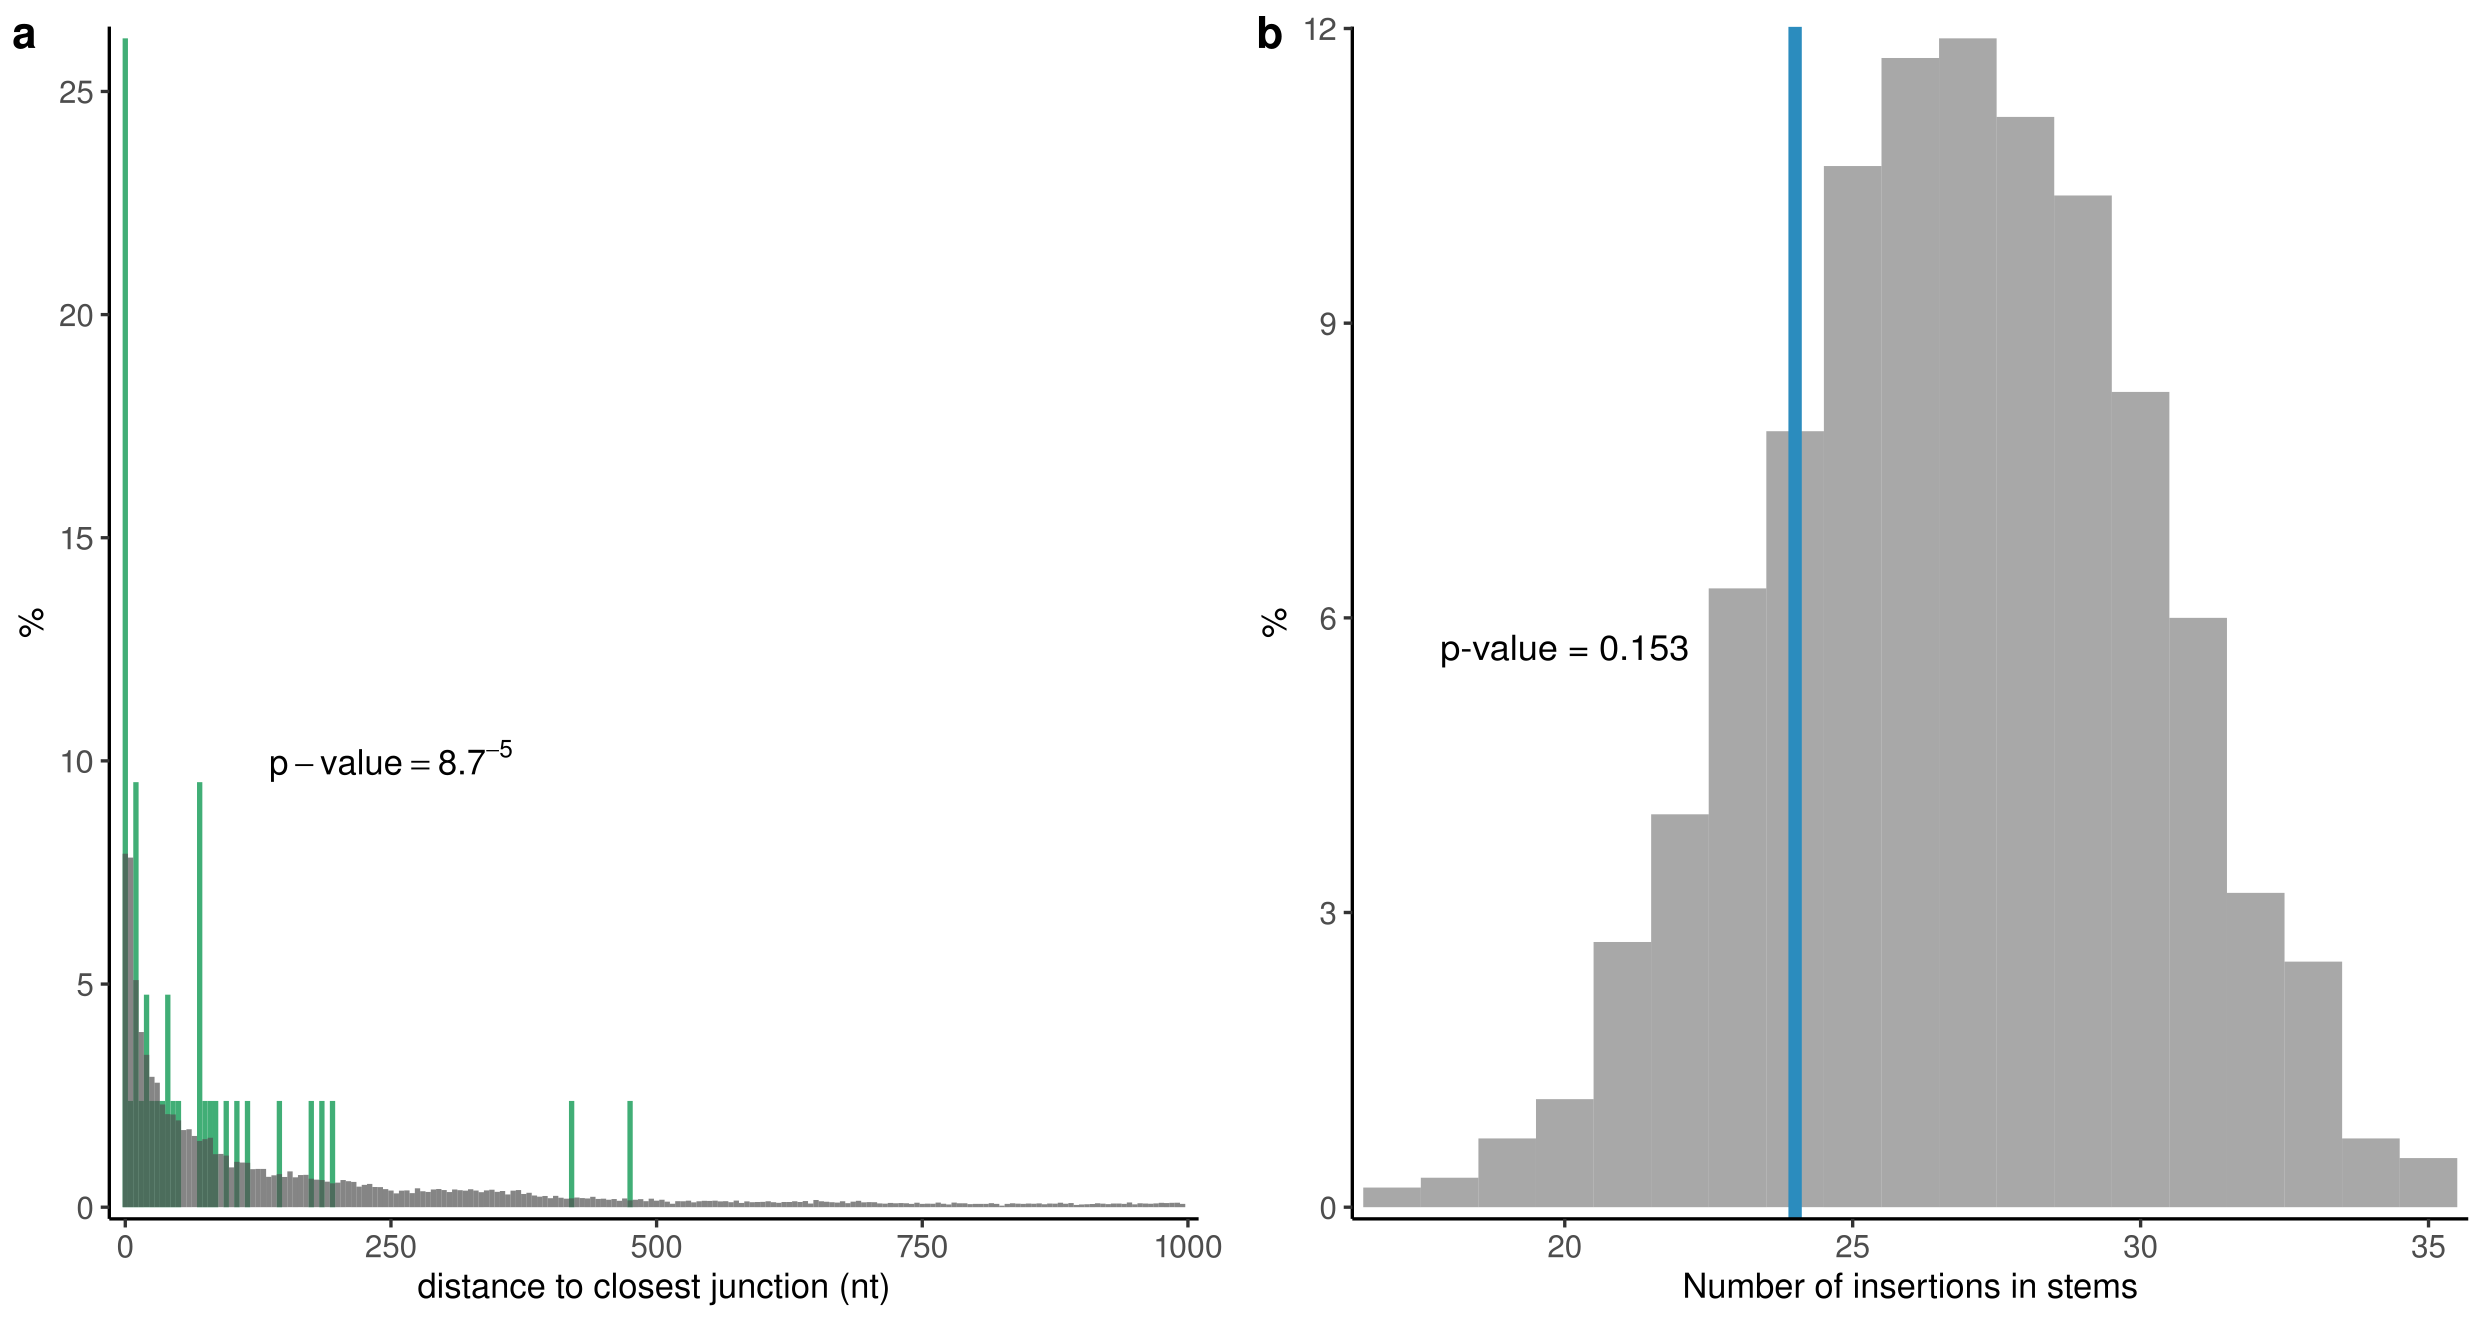 a
25
20
15
10
5
0
%
p − value = 8.7⁻⁵
0 250 500 750 1000
distance to closest junction (nt)
b
12
9
6
3
0
%
p-value = 0.153
20 25 30 35
Number of insertions in stems